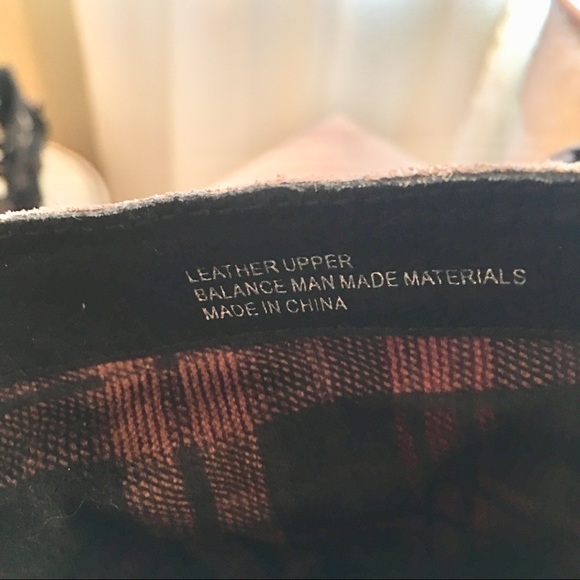 LEATHER UPPER
BALANCE MAN MADE MATERIALS
MADE IN CHINA